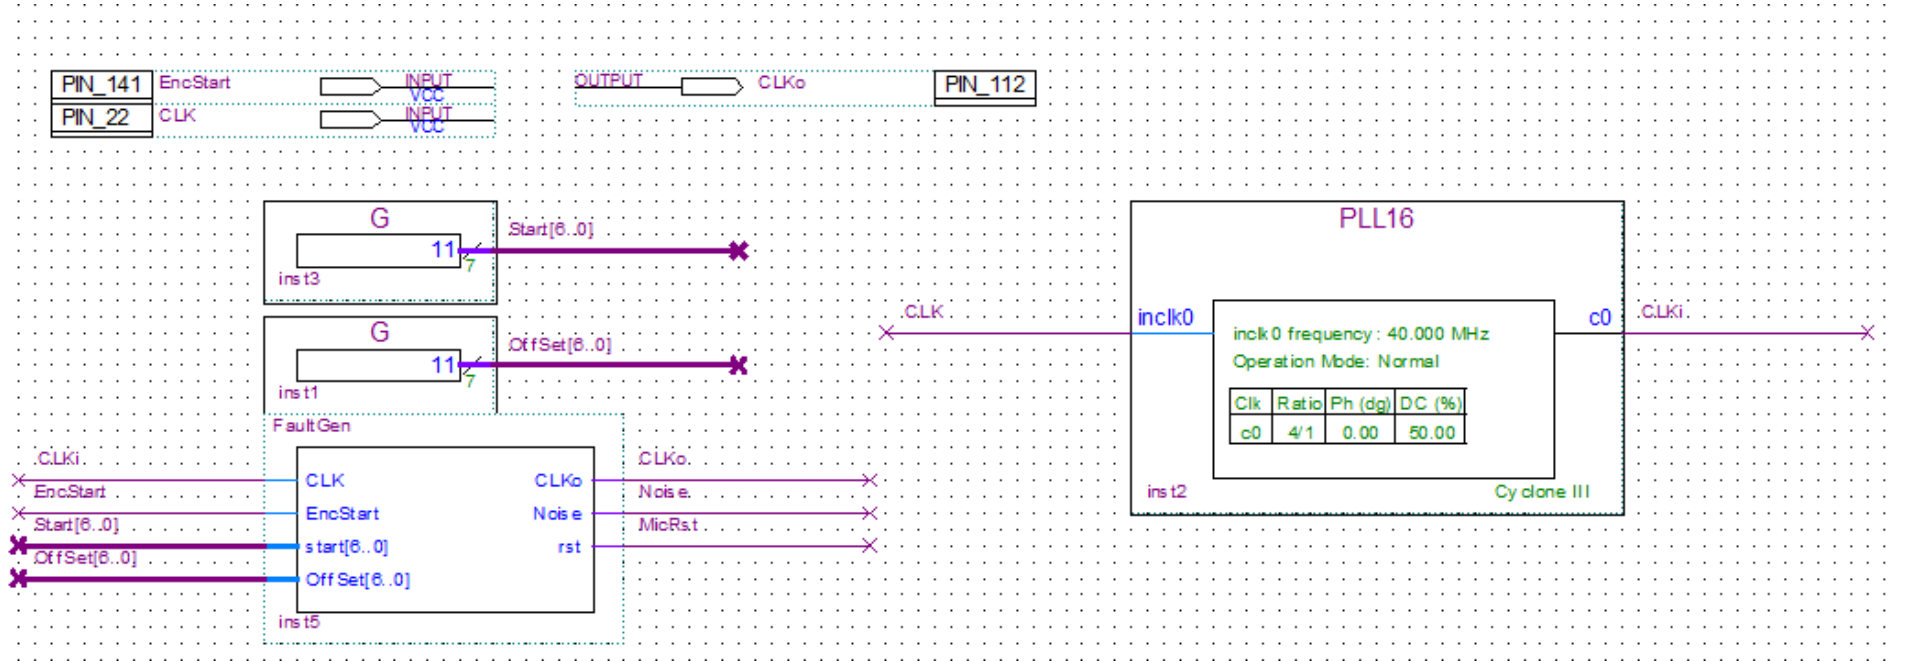 PIN_141 EncStart INPUT
VCC
PIN_22 CLK INPUT
VCC
OUTPUT CLKo PIN_112
G
11
7
Start[6..0]
inst3
G
11
7
OffSet[6..0]
inst1
FaultGen
CLKi
EncStart
Start[6..0]
OffSet[6..0]
CLK
EncStart
start[6..0]
OffSet[6..0]
CLKo
Noise
rst
CLKo
Noise
MicRst
inst5
PLL16
CLK
inclk0
c0
CLKi
inclk0 frequency: 40.000 MHz
Operation Mode: Normal
Clk Ratio Ph (dg) DC (%)
c0 4/1 0.00 50.00
inst2
Cyclone III